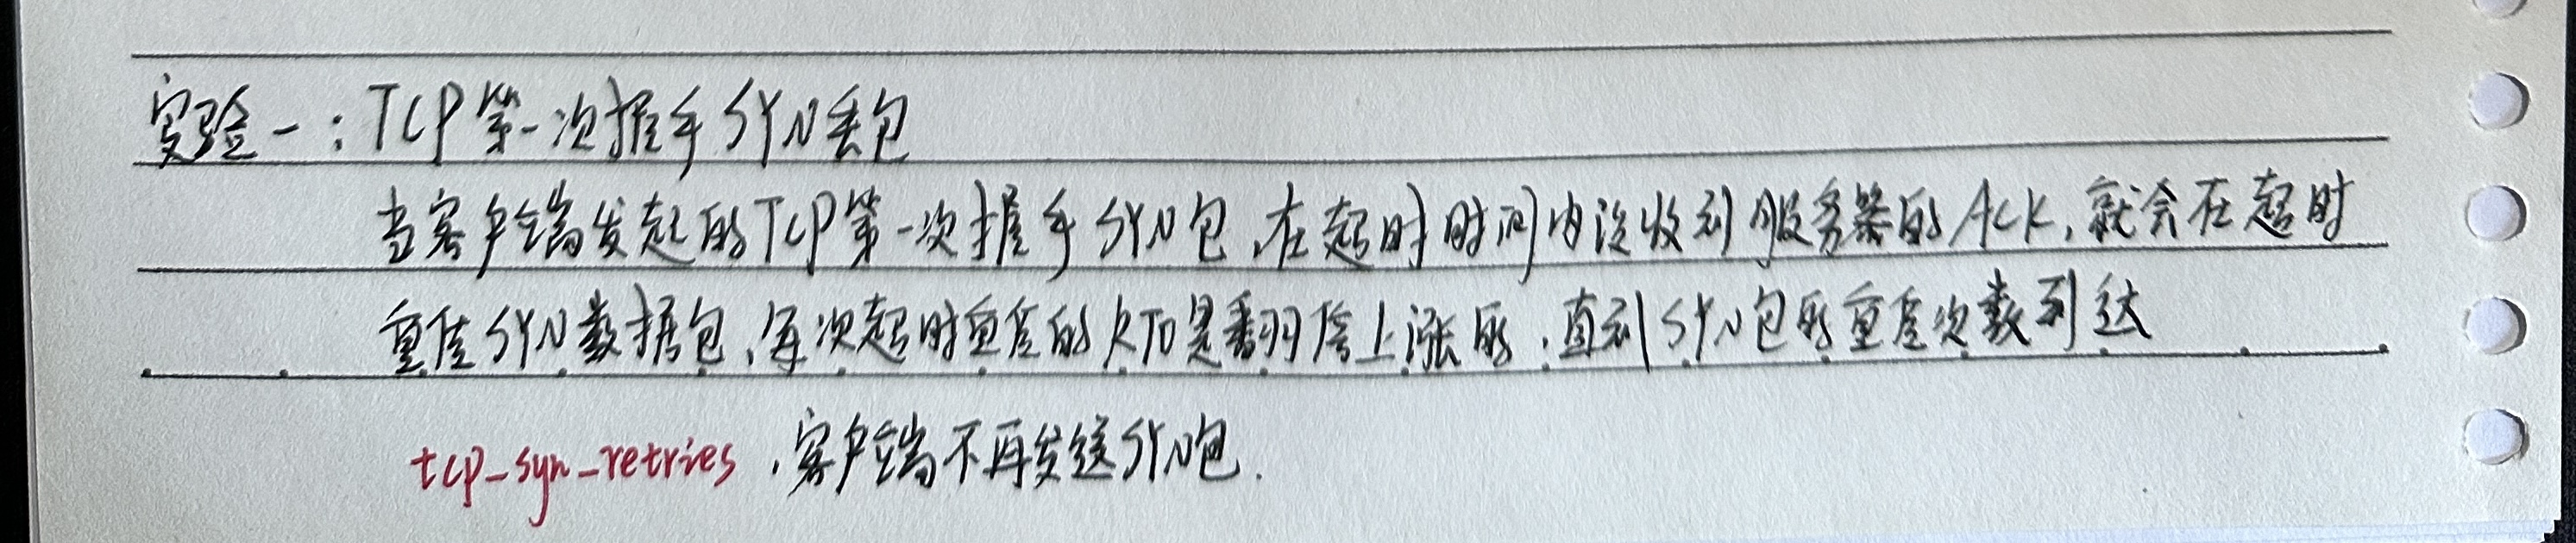 实验一:TCP第一次握手SYN丢包
当客户端发起的TCP第一次握手SYN包,在超时时间内没收到服务器的ACK,就会在超时
重传SYN数据包,每次超时重传的RTO是翻倍上涨的,直到SYN包的重传次数到达
tcp_syn_retries,客户端不再发送SYN包.